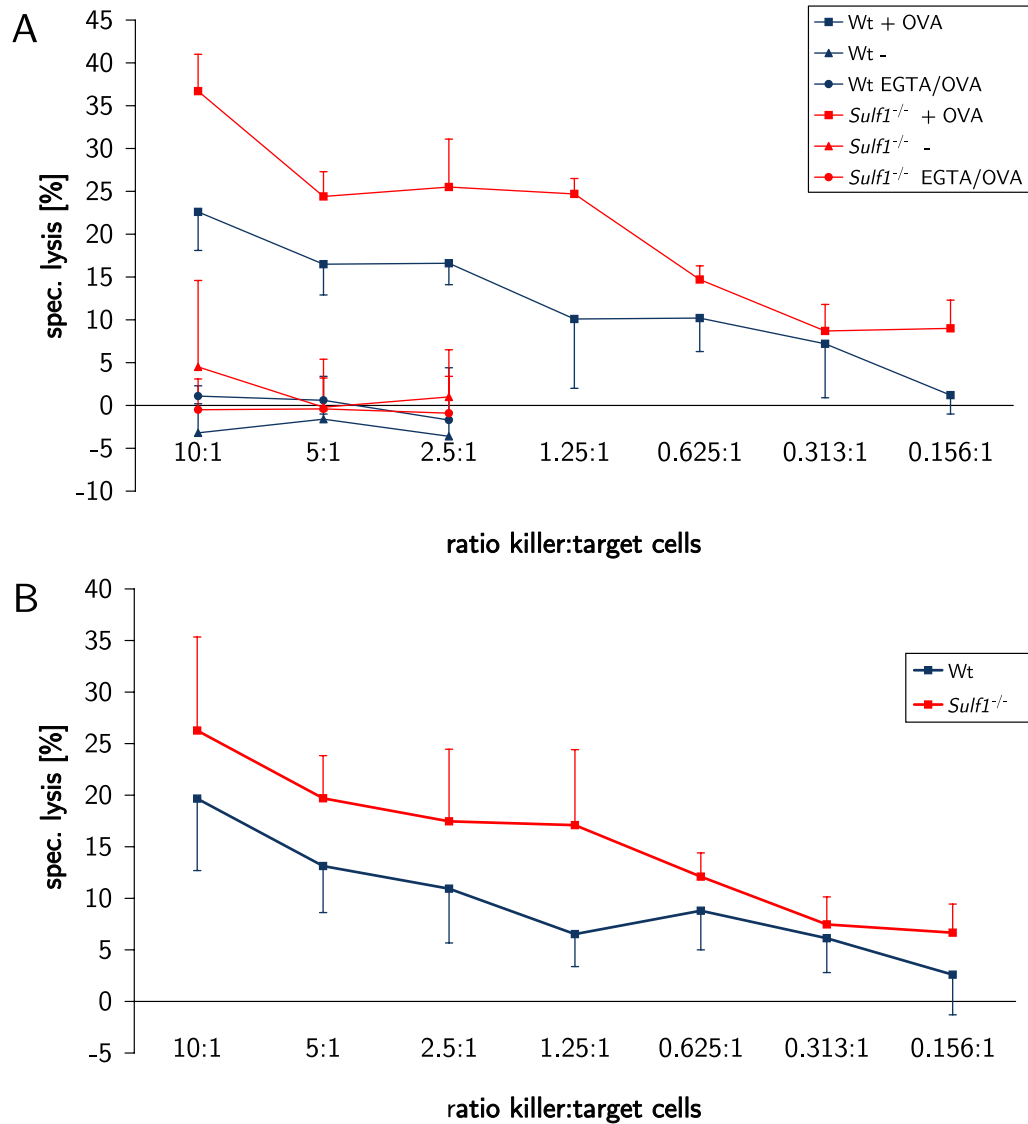 A
45
40
35
30
25
20
15
10
5
0
-5
-10
spec. lysis [%]
10:1 5:1 2.5:1 1.25:1 0.625:1 0.313:1 0.156:1
ratio killer:target cells
Wt + OVA
Wt -
Wt EGTA/OVA
Sulf1-/- + OVA
Sulf1-/- -
Sulf1-/- EGTA/OVA
B
40
35
30
25
20
15
10
5
0
-5
spec. lysis [%]
10:1 5:1 2.5:1 1.25:1 0.625:1 0.313:1 0.156:1
ratio killer:target cells
Wt
Sulf1-/-